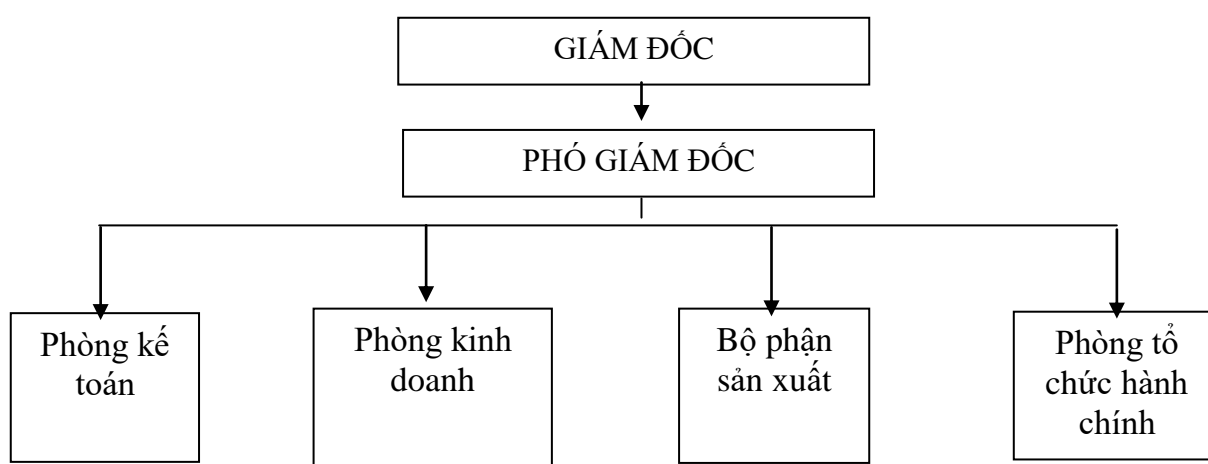 GIÁM ĐỐC
PHÓ GIÁM ĐỐC
Phòng kế
toán
Phòng kinh
doanh
Bộ phận
sản xuất
Phòng tổ
chức hành
chính